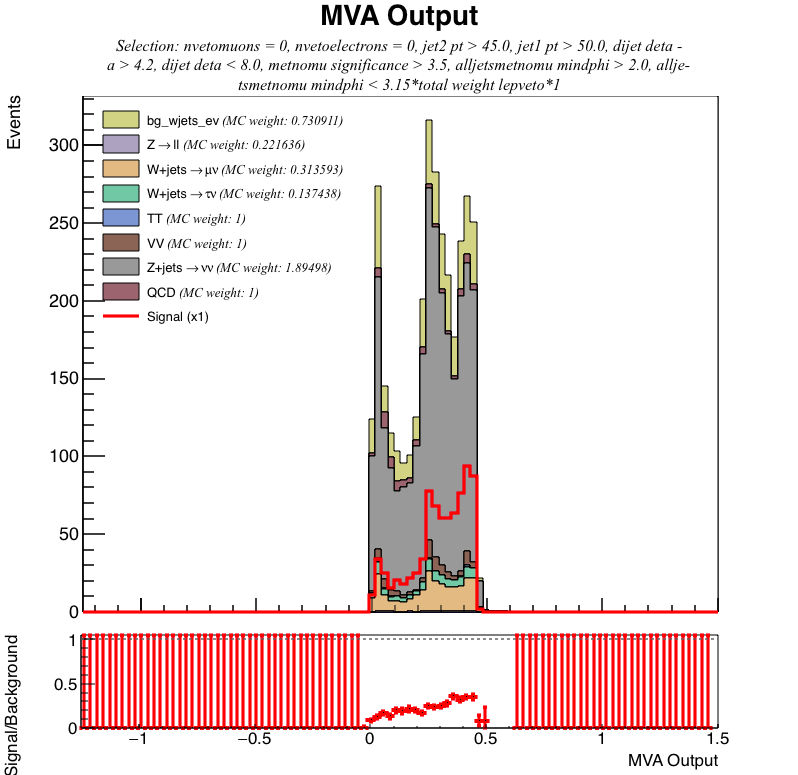 MVA Output
Selection: nvetomuons = 0, nvetoelectrons = 0, jet2 pt > 45.0, jet1 pt > 50.0, dijet deta -
a > 4.2, dijet deta < 8.0, metnomu significance > 3.5, alljetsmetnomu mindphi > 2.0, allje-
tsmetnomu mindphi < 3.15*total weight lepveto*1
Events
bg_wjets_ev (MC weight: 0.730911)
Z → ll (MC weight: 0.221636)
W+jets → μν (MC weight: 0.313593)
W+jets → τν (MC weight: 0.137438)
TT (MC weight: 1)
VV (MC weight: 1)
Z+jets → νν (MC weight: 1.89498)
QCD (MC weight: 1)
Signal (x1)
300
250
200
150
100
50
0
Signal/Background
1
0.5
0
−1 −0.5 0 0.5 1 1.5
MVA Output